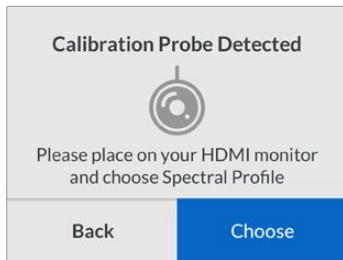 Calibration Probe Detected
Please place on your HDMI monitor
and choose Spectral Profile
Back
Choose